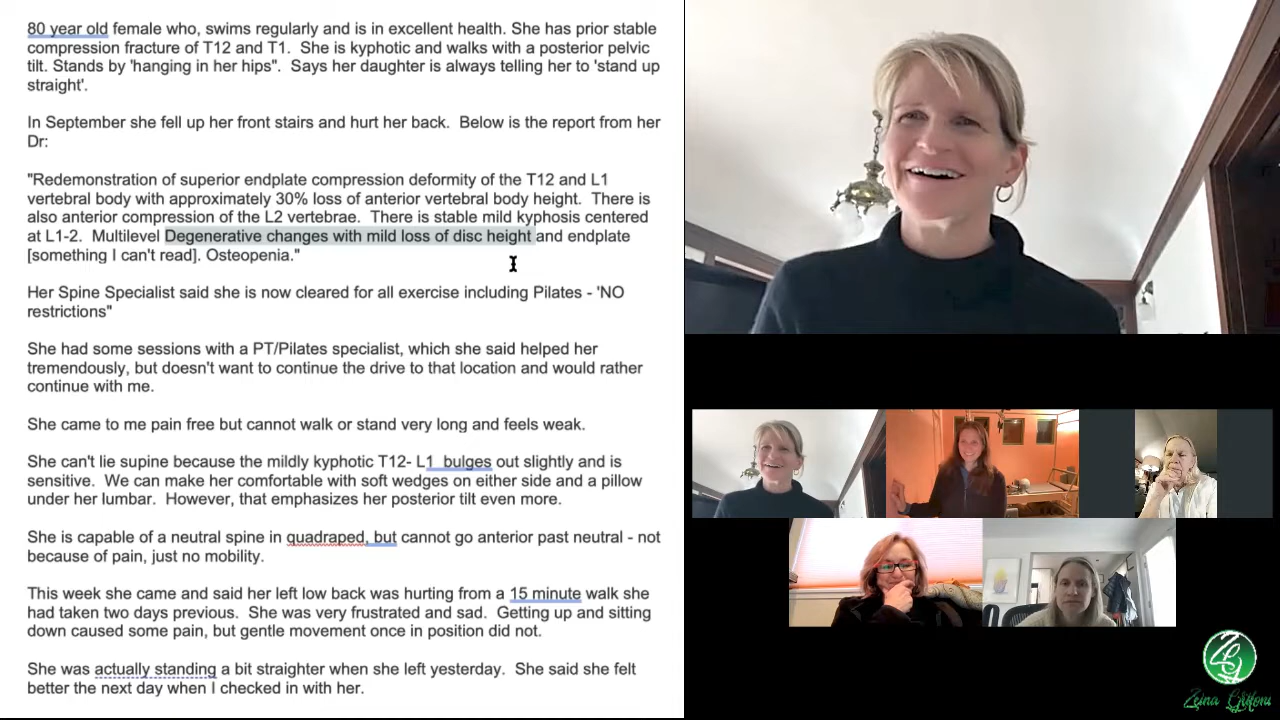 80 year old female who, swims regularly and is in excellent health. She has prior stable
compression fracture of T12 and T1.  She is kyphotic and walks with a posterior pelvic
tilt. Stands by 'hanging in her hips".  Says her daughter is always telling her to 'stand up
straight'.
In September she fell up her front stairs and hurt her back.  Below is the report from her
Dr:
"Redemonstration of superior endplate compression deformity of the T12 and L1
vertebral body with approximately 30% loss of anterior vertebral body height.  There is
also anterior compression of the L2 vertebrae.  There is stable mild kyphosis centered
at L1-2.  Multilevel Degenerative changes with mild loss of disc height and endplate
[something I can't read]. Osteopenia."
Her Spine Specialist said she is now cleared for all exercise including Pilates - 'NO
restrictions"
She had some sessions with a PT/Pilates specialist, which she said helped her
tremendously, but doesn't want to continue the drive to that location and would rather
continue with me.
She came to me pain free but cannot walk or stand very long and feels weak.
She can't lie supine because the mildly kyphotic T12- L1  bulges out slightly and is
sensitive.  We can make her comfortable with soft wedges on either side and a pillow
under her lumbar.  However, that emphasizes her posterior tilt even more.
She is capable of a neutral spine in quadraped, but cannot go anterior past neutral - not
because of pain, just no mobility.
This week she came and said her left low back was hurting from a 15 minute walk she
had taken two days previous.  She was very frustrated and sad.  Getting up and sitting
down caused some pain, but gentle movement once in position did not.
She was actually standing a bit straighter when she left yesterday.  She said she felt
better the next day when I checked in with her.
ZG
Zeina Grifoni